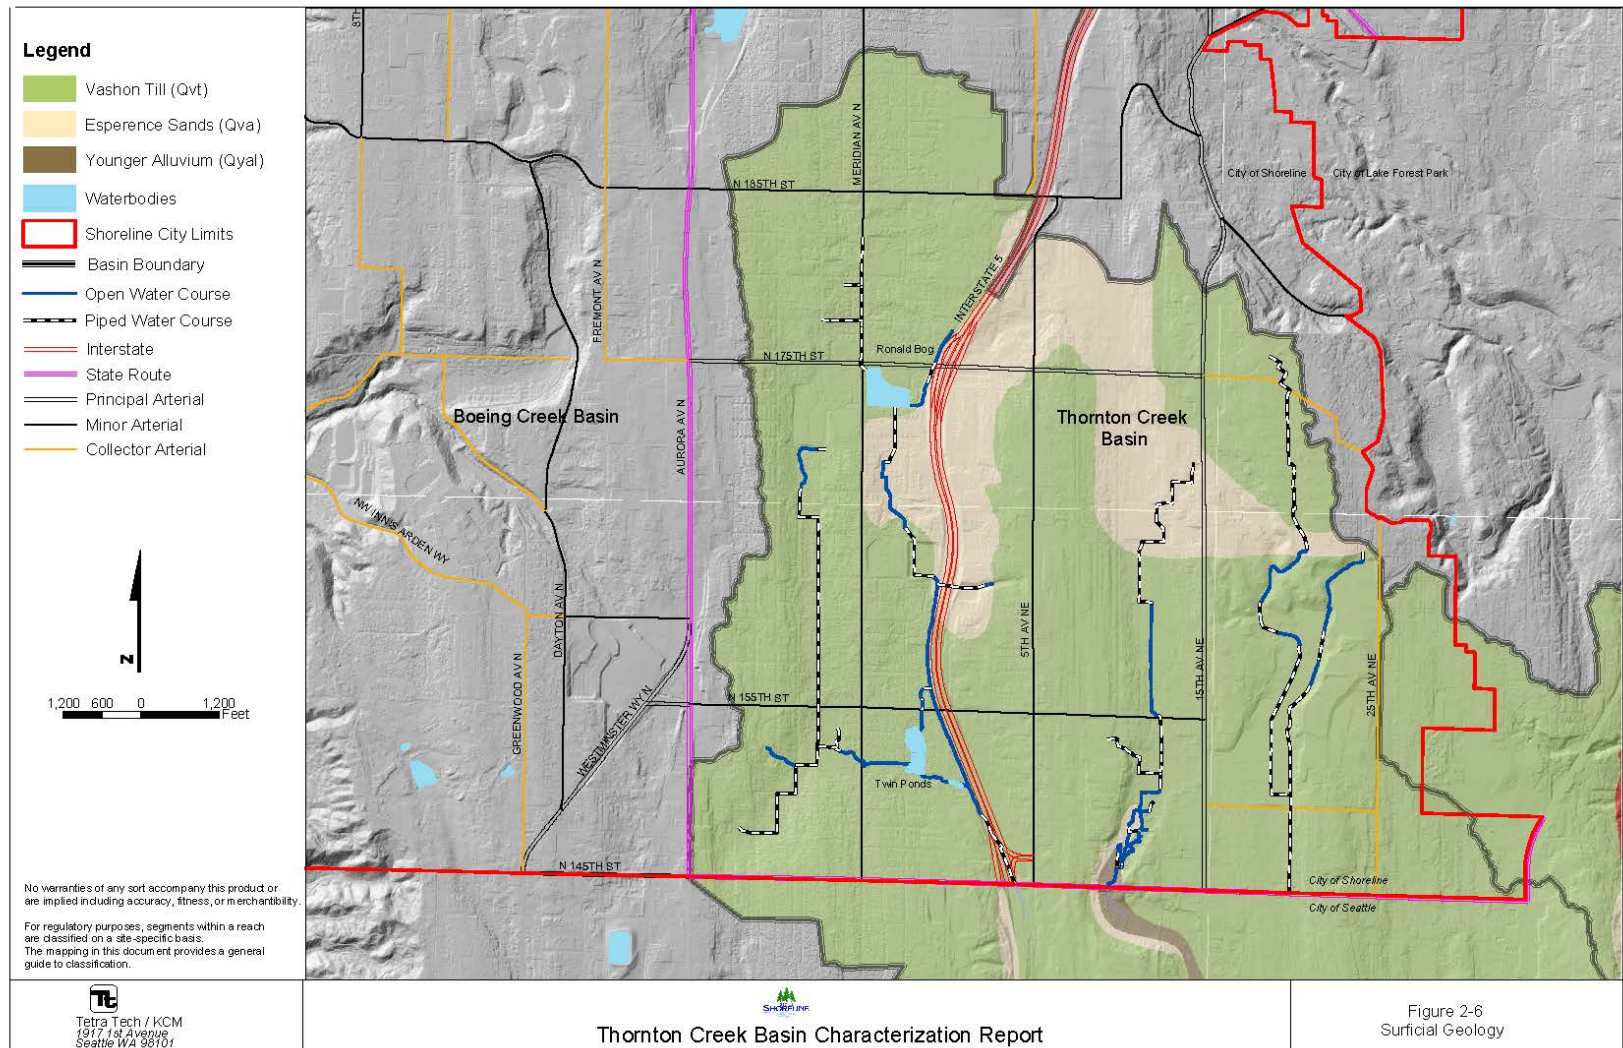 Legend
Vashon Till (Qvt)
Esperence Sands (Qva)
Younger Alluvium (Qyal)
Waterbodies
Shoreline City Limits
Basin Boundary
Open Water Course
Piped Water Course
Interstate
State Route
Principal Arterial
Minor Arterial
Collector Arterial
N
1,200 600 0 1,200
Feet
No warranties of any sort accompany this product or
are implied including accuracy, fitness, or merchantibility.
For regulatory purposes, segments within a reach
are classified on a site-specific basis.
The mapping in this document provides a general
guide to classification.
8TH
MERIDIAN AV N
N 185TH ST
City of Shoreline
City of Lake Forest Park
FREMONT AV N
INTERSTATE 5
Ronald Bog
N 175TH ST
Boeing Creek Basin
AURORA AV N
Thornton Creek
Basin
NW INNIS ARDEN WY
DAYTON AV N
5TH AV NE
15TH AV NE
25TH AV NE
GREENWOOD AV N
WESTMINSTER WY N
N 155TH ST
Twin Ponds
N 145TH ST
City of Shoreline
City of Seattle
Tt
Tetra Tech / KCM
1917 1st Avenue
Seattle WA 98101
SHORELINE
Thornton Creek Basin Characterization Report
Figure 2-6
Surficial Geology